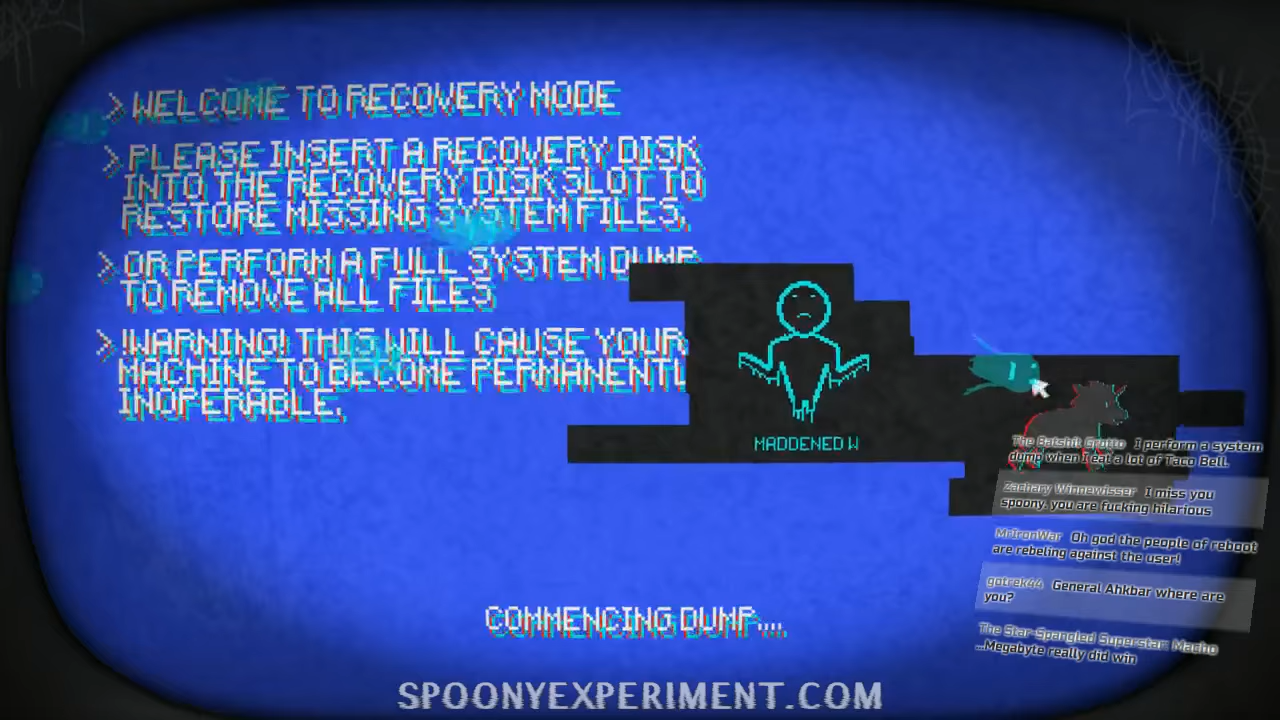 > WELCOME TO RECOVERY MODE
> PLEASE INSERT A RECOVERY DISK
INTO THE RECOVERY DISK SLOT TO
RESTORE MISSING SYSTEM FILES.
> OR PERFORM A FULL SYSTEM DUMP
TO REMOVE ALL FILES
> !WARNING! THIS WILL CAUSE YOUR
MACHINE TO BECOME PERMANENTL
INOPERABLE.
MADDENED W
The Batshit Grotto I perform a system
dump when I eat a lot of Taco Bell.
Zachary Winnewisser I miss you
spoony. you are fucking hilarious
MrIronWar Oh god the people of reboot
are rebeling against the user!
gotrek44 General Ahkbar where are
you?
The Star-Spangled Superstar: Macho
...Megabyte really did win
COMMENCING DUMP....
SPOONYEXPERIMENT.COM